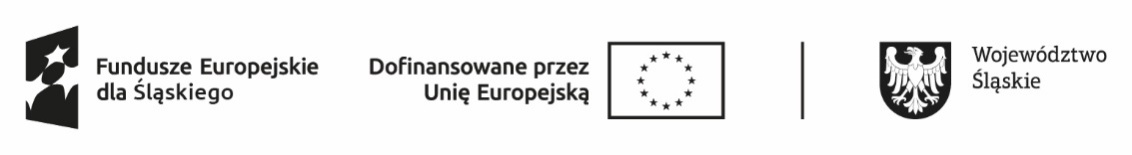 Fundusze Europejskie
dla Śląskiego
Dofinansowane przez
Unię Europejską
Województwo
Śląskie